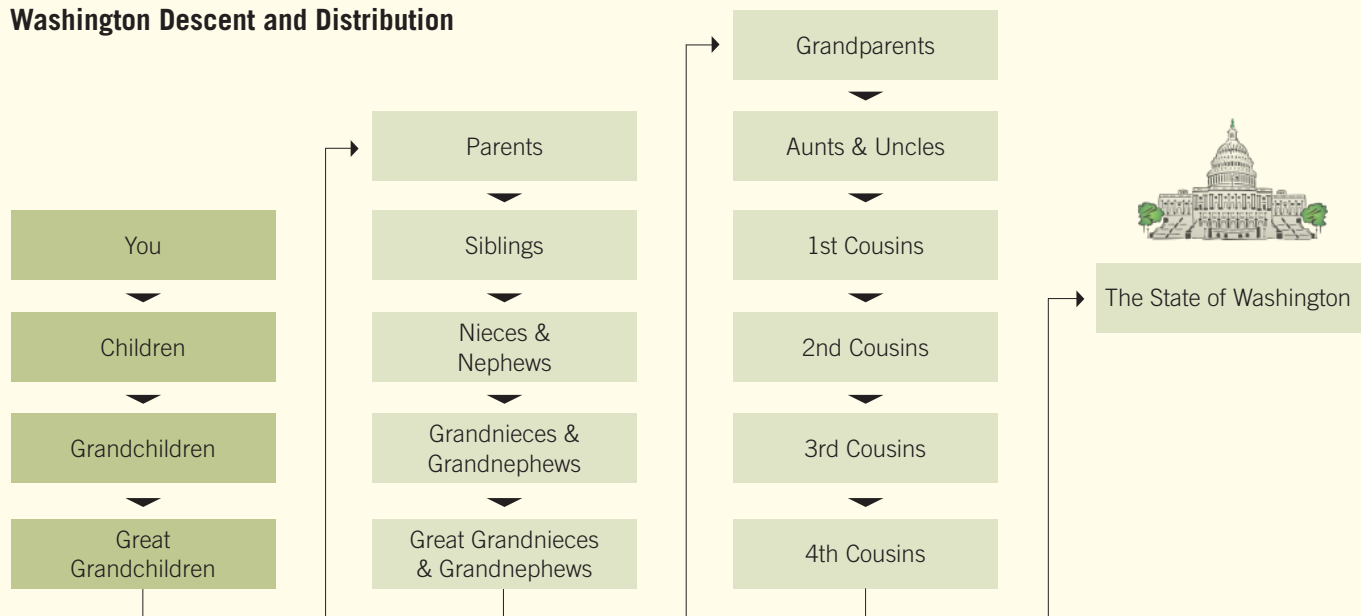 Washington Descent and Distribution
You
Children
Grandchildren
Great
Grandchildren
Parents
Siblings
Nieces &
Nephews
Grandnieces &
Grandnephews
Great Grandnieces
& Grandnephews
Grandparents
Aunts & Uncles
1st Cousins
2nd Cousins
3rd Cousins
4th Cousins
The State of Washington